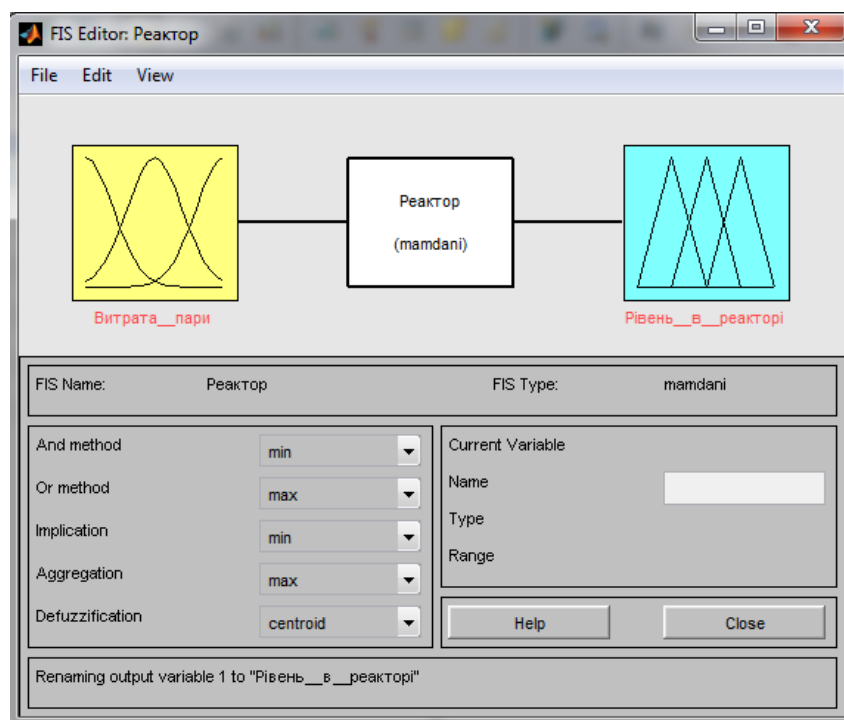 FIS Editor: Реактор
File Edit View
Реактор
(mamdani)
Витрата__пари
Рівень__в__реакторі
FIS Name: Реактор FIS Type: mamdani
And method min
Or method max
Implication min
Aggregation max
Defuzzification centroid
Current Variable
Name
Type
Range
Help Close
Renaming output variable 1 to "Рівень__в__реакторі"